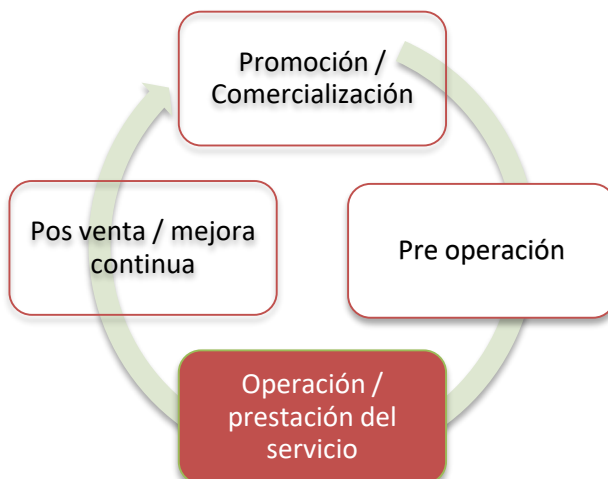 Promoción /
Comercialización
Pre operación
Operación /
prestación del
servicio
Pos venta / mejora
continua